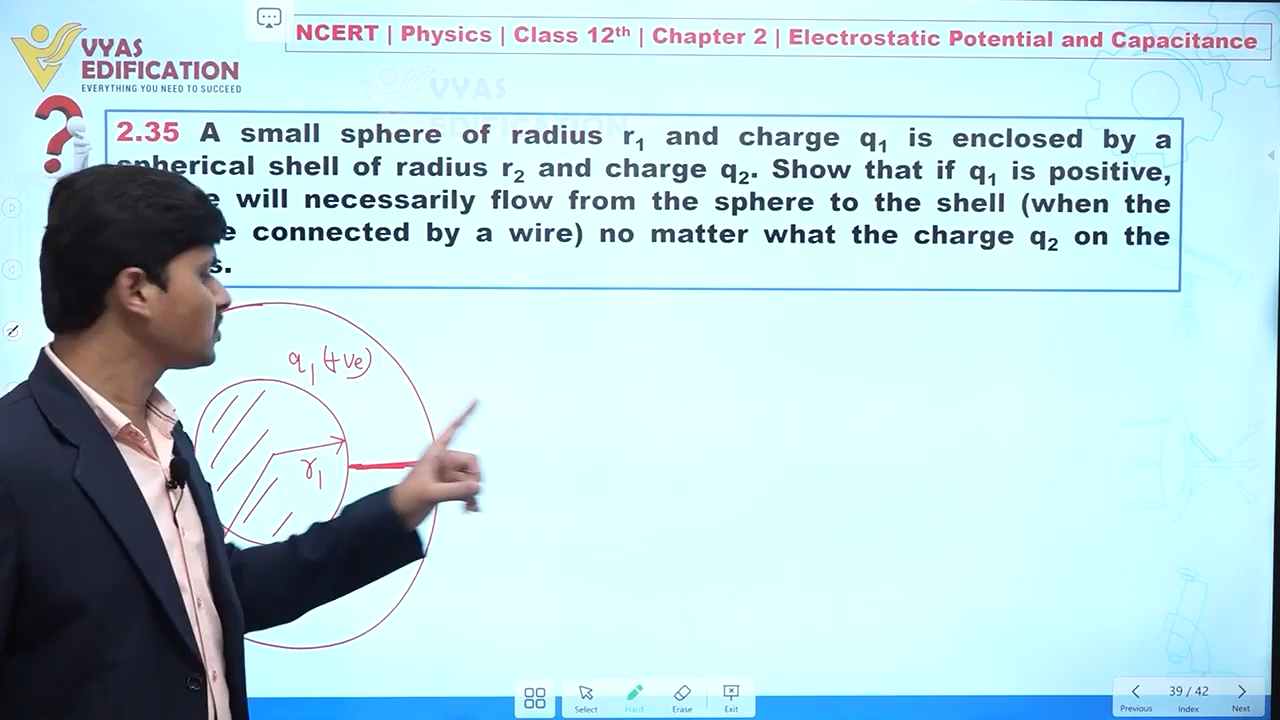 NCERT | Physics | Class 12th | Chapter 2 | Electrostatic Potential and Capacitance
VYAS
EDIFICATION
EVERYTHING YOU NEED TO SUCCEED
VYAS
EDIFICATION
2.35 A small sphere of radius r₁ and charge q₁ is enclosed by a
spherical shell of radius r₂ and charge q₂. Show that if q₁ is positive,
will necessarily flow from the sphere to the shell (when the
connected by a wire) no matter what the charge q₂ on the
q₁ (+ve)
r₁
Select
Hard
Erase
Exit
39 / 42
Previous
Index
Next